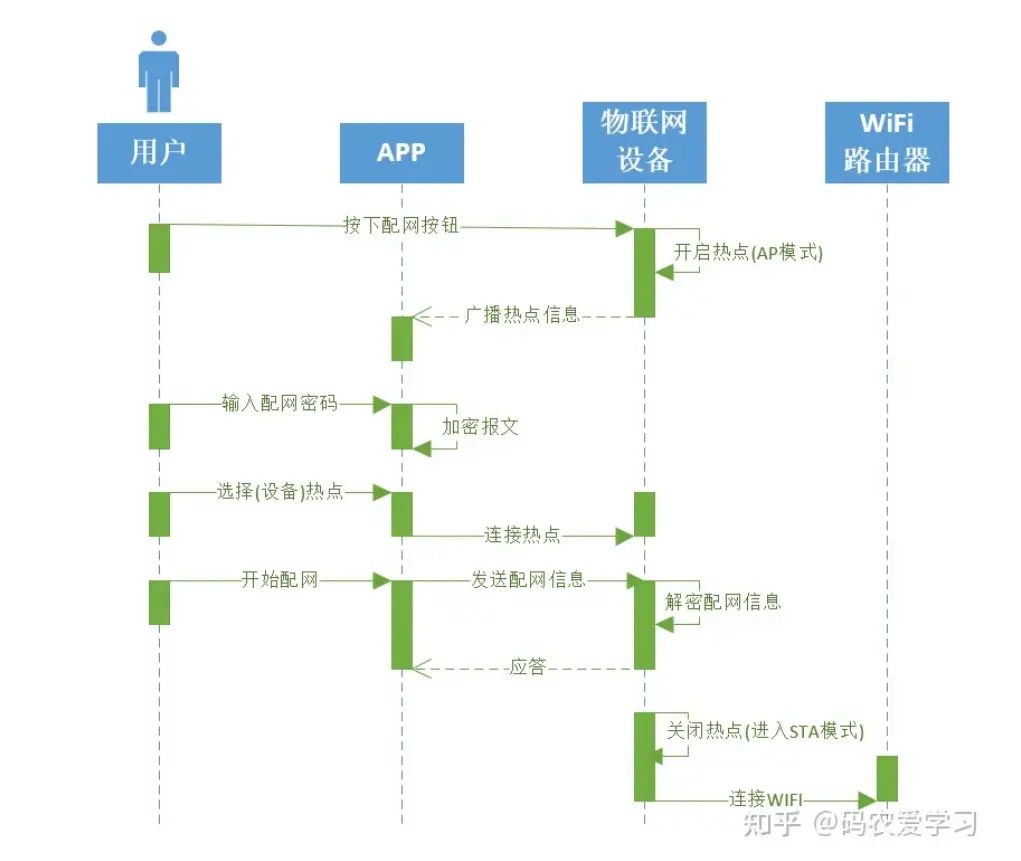 用户
APP
物联网
设备
WiFi
路由器
按下配网按钮
开启热点(AP模式)
广播热点信息
输入配网密码
加密报文
选择(设备)热点
连接热点
开始配网
发送配网信息
解密配网信息
应答
关闭热点(进入STA模式)
连接WIFI
知乎 @码农爱学习